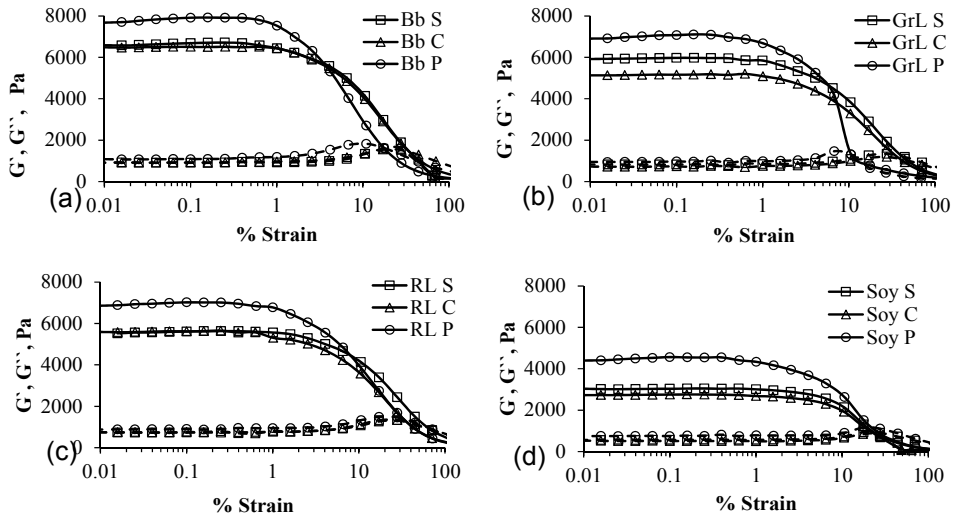 8000
6000
4000
2000
0
G`, G``, Pa
Bb S
Bb C
Bb P
0.01 0.1 1 10 100
(a)
% Strain
8000
6000
4000
2000
0
G`, G``, Pa
GrL S
GrL C
GrL P
0.01 0.1 1 10 100
(b)
% Strain
8000
6000
4000
2000
0
G`, G``, Pa
RL S
RL C
RL P
0.01 0.1 1 10 100
(c)
% Strain
8000
6000
4000
2000
0
G`, G``, Pa
Soy S
Soy C
Soy P
0.01 0.1 1 10 100
(d)
% Strain